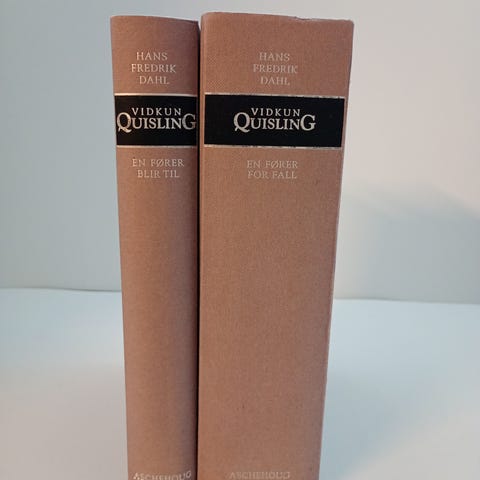 HANS
FREDRIK
DAHL
VIDKUN
QUISLING
EN FØRER
BLIR TIL
ASCHEHOUG
HANS
FREDRIK
DAHL
VIDKUN
QUISLING
EN FØRER
FOR FALL
ASCHEHOUG